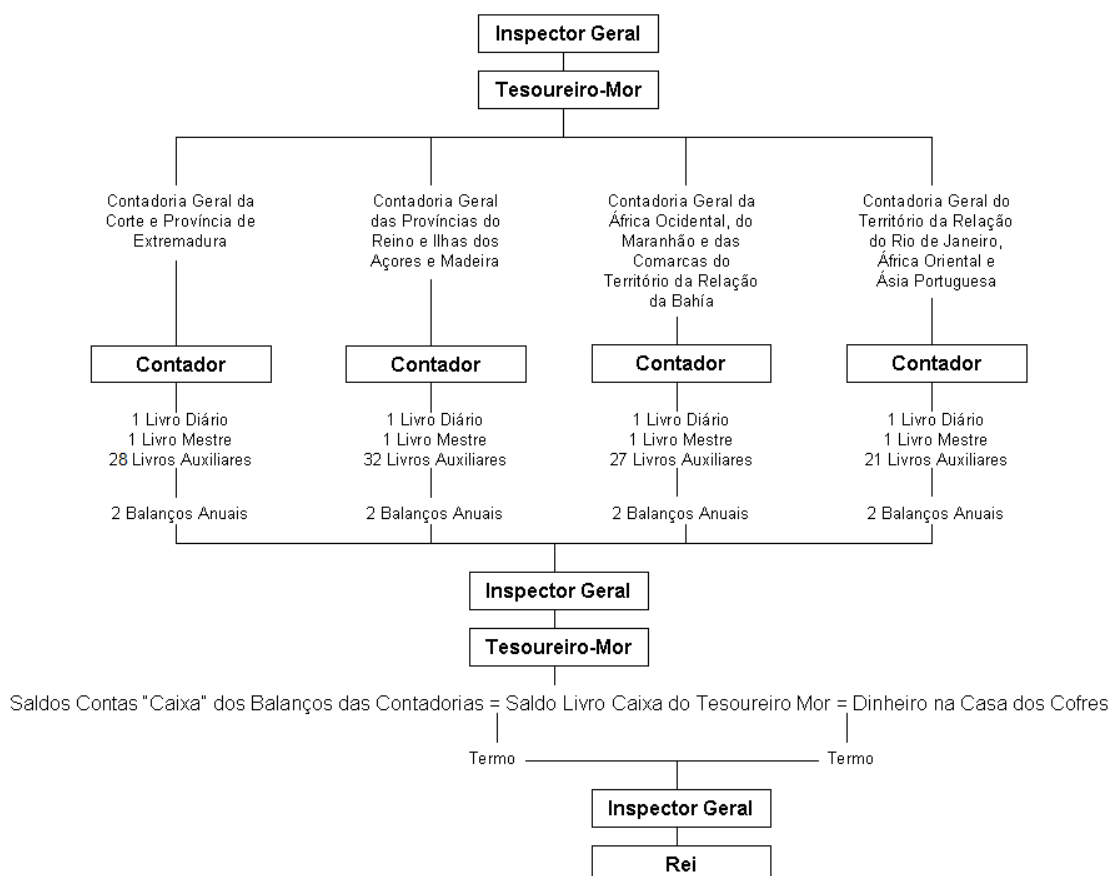 Inspector Geral
Tesoureiro-Mor
Contadoria Geral da
Corte e Província de
Extremadura
Contadoria Geral
das Províncias do
Reino e Ilhas dos
Açores e Madeira
Contadoria Geral da
África Ocidental, do
Maranhão e das
Comarcas do
Território da Relação
da Bahía
Contadoria Geral do
Território da Relação
do Rio de Janeiro,
África Oriental e
Ásia Portuguesa
Contador
Contador
Contador
Contador
1 Livro Diário
1 Livro Mestre
28 Livros Auxiliares
1 Livro Diário
1 Livro Mestre
32 Livros Auxiliares
1 Livro Diário
1 Livro Mestre
27 Livros Auxiliares
1 Livro Diário
1 Livro Mestre
21 Livros Auxiliares
2 Balanços Anuais
2 Balanços Anuais
2 Balanços Anuais
2 Balanços Anuais
Inspector Geral
Tesoureiro-Mor
Saldos Contas "Caixa" dos Balanços das Contadorias = Saldo Livro Caixa do Tesoureiro Mor = Dinheiro na Casa dos Cofres
Termo
Termo
Inspector Geral
Rei